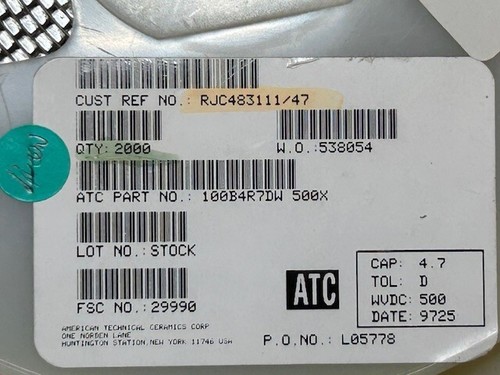 CUST REF NO.: RJC483111/47
QTY: 2000 W.O.:538054
ATC PART NO.: 100B4R7DW 500X
LOT NO.:STOCK
FSC NO.:29990
ATC
CAP: 4.7
TOL: D
WVDC: 500
DATE: 9725
AMERICAN TECHNICAL CERAMICS CORP
ONE NORDEN LANE
HUNTINGTON STATION,NEW YORK 11746 USA
P.O.NO.: L05778